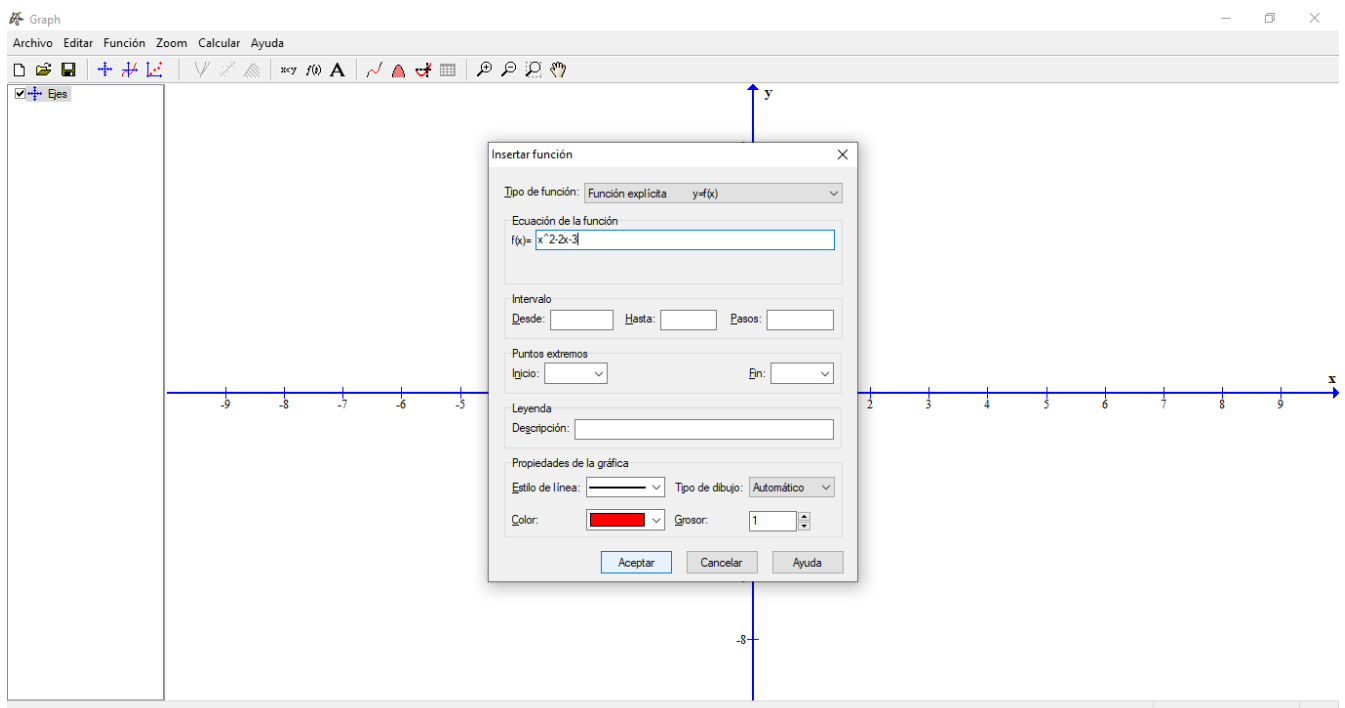 Graph
Archivo Editar Función Zoom Calcular Ayuda
x<y f(i) A
Ejes
y
Insertar función
Tipo de función: Función explícita y=f(x)
Ecuación de la función
f(x)= x^2-2x-3
Intervalo
Desde: Hasta: Pasos:
Puntos extremos
Inicio: Fin:
x
-9 -8 -7 -6 -5 2 3 4 5 6 7 8 9
Leyenda
Descripción:
Propiedades de la gráfica
Estilo de línea: Tipo de dibujo: Automático
Color: Grosor: 1
Aceptar Cancelar Ayuda
-8